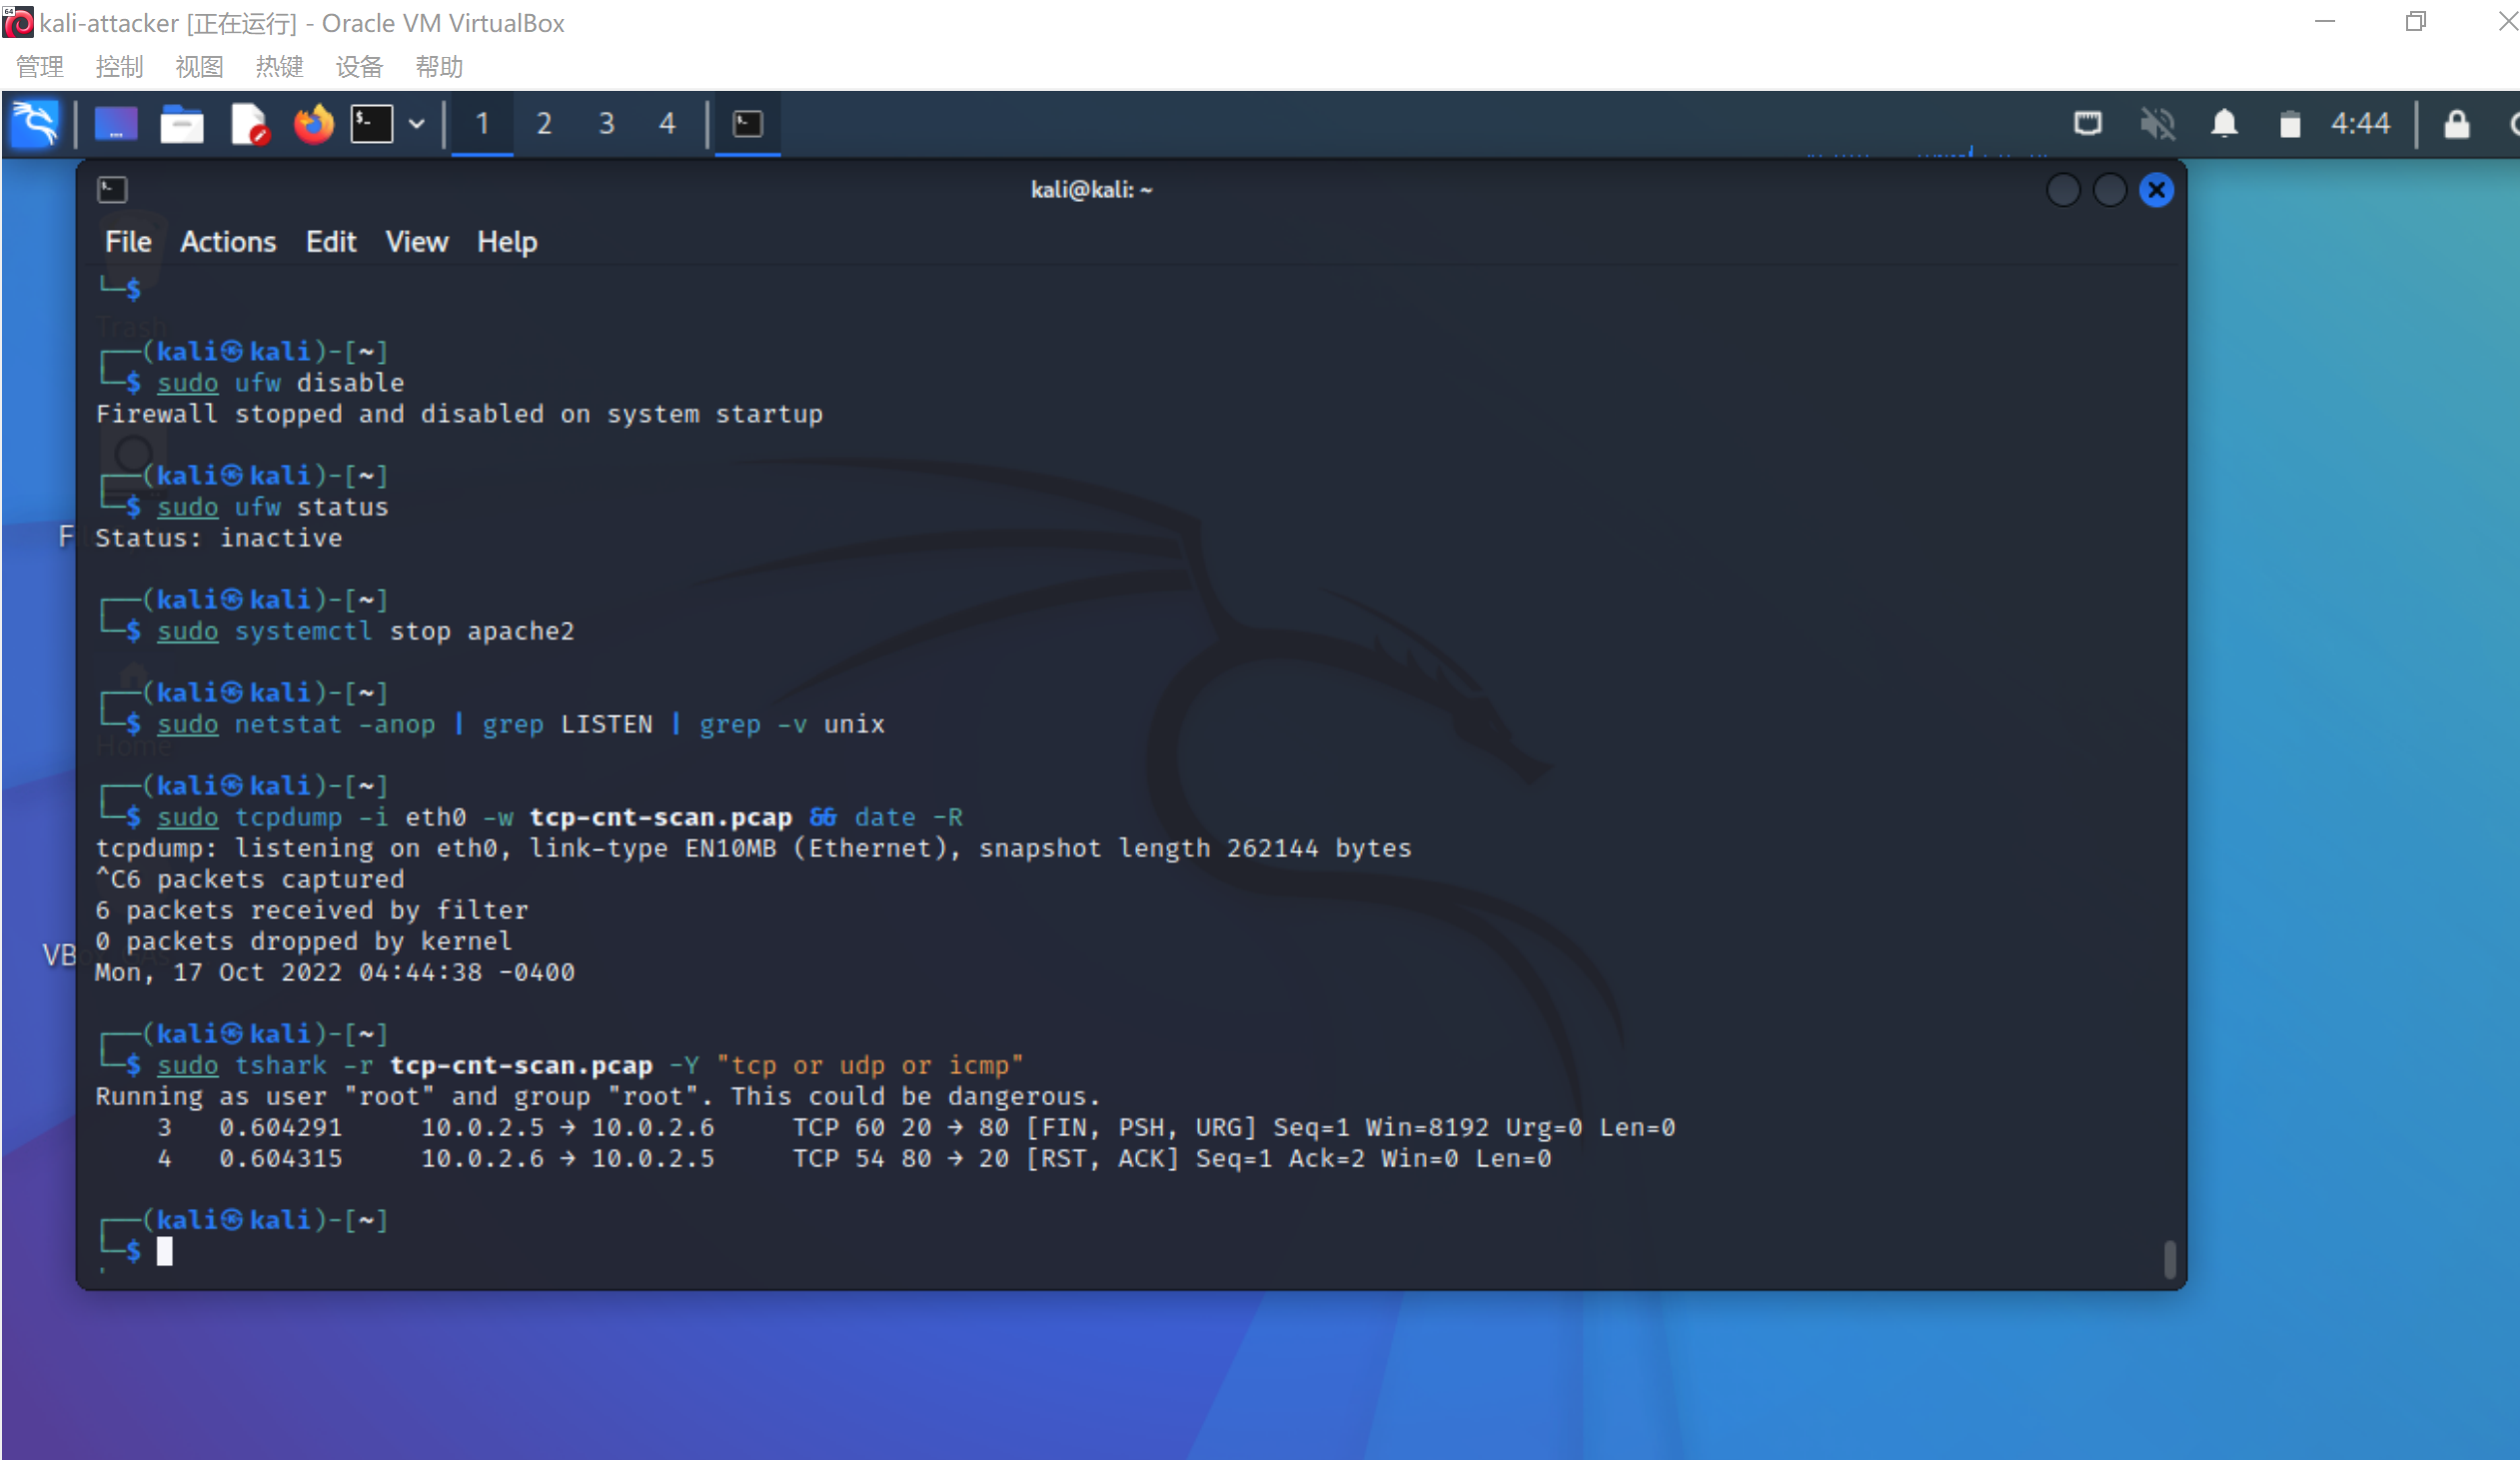 kali-attacker [正在运行] - Oracle VM VirtualBox
管理 控制 视图 热键 设备 帮助
1 2 3 4 4:44
kali@kali: ~
File Actions Edit View Help
└─$
Trash
┌──(kali㉿kali)-[~]
└─$ sudo ufw disable
Firewall stopped and disabled on system startup
┌──(kali㉿kali)-[~]
└─$ sudo ufw status
Status: inactive
┌──(kali㉿kali)-[~]
└─$ sudo systemctl stop apache2
┌──(kali㉿kali)-[~]
└─$ sudo netstat -anop | grep LISTEN | grep -v unix
Home
┌──(kali㉿kali)-[~]
└─$ sudo tcpdump -i eth0 -w tcp-cnt-scan.pcap && date -R
tcpdump: listening on eth0, link-type EN10MB (Ethernet), snapshot length 262144 bytes
^C6 packets captured
6 packets received by filter
0 packets dropped by kernel
Mon, 17 Oct 2022 04:44:38 -0400
┌──(kali㉿kali)-[~]
└─$ sudo tshark -r tcp-cnt-scan.pcap -Y "tcp or udp or icmp"
Running as user "root" and group "root". This could be dangerous.
3 0.604291 10.0.2.5 → 10.0.2.6 TCP 60 20 → 80 [FIN, PSH, URG] Seq=1 Win=8192 Urg=0 Len=0
4 0.604315 10.0.2.6 → 10.0.2.5 TCP 54 80 → 20 [RST, ACK] Seq=1 Ack=2 Win=0 Len=0
┌──(kali㉿kali)-[~]
└─$